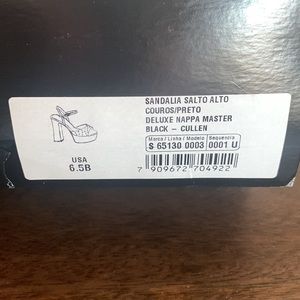 SANDALIA SALTO ALTO
COUROS/PRETO
DELUXE NAPPA MASTER
BLACK – CULLEN
Marca / Linha / Modelo Sequencia
S 65130 0003 0001 U
USA
6.5B
7 909672 704922